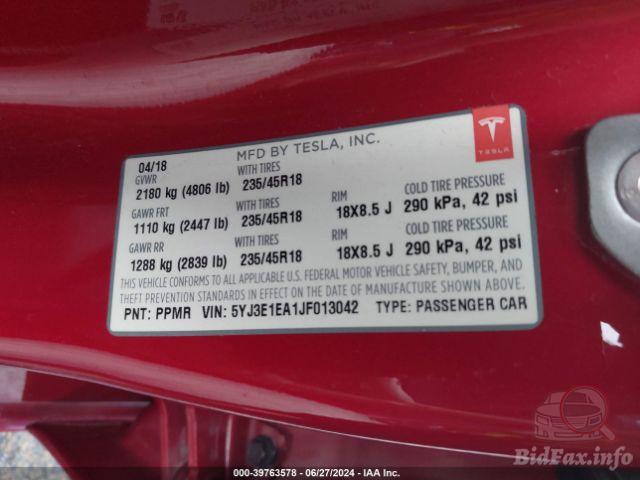 MFD BY TESLA, INC.
TESLA
04/18
GVWR WITH TIRES
2180 kg (4806 lb) 235/45R18
GAWR FRT WITH TIRES RIM COLD TIRE PRESSURE
1110 kg (2447 lb) 235/45R18 18X8.5 J 290 kPa, 42 psi
GAWR RR WITH TIRES RIM COLD TIRE PRESSURE
1288 kg (2839 lb) 235/45R18 18X8.5 J 290 kPa, 42 psi
THIS VEHICLE CONFORMS TO ALL APPLICABLE U.S. FEDERAL MOTOR VEHICLE SAFETY, BUMPER, AND
THEFT PREVENTION STANDARDS IN EFFECT ON THE DATE OF MANUFACTURE SHOWN ABOVE.
PNT: PPMR VIN: 5YJ3E1EA1JF013042 TYPE: PASSENGER CAR
BidFax.info
000-39763578 - 06/27/2024 - IAA Inc.